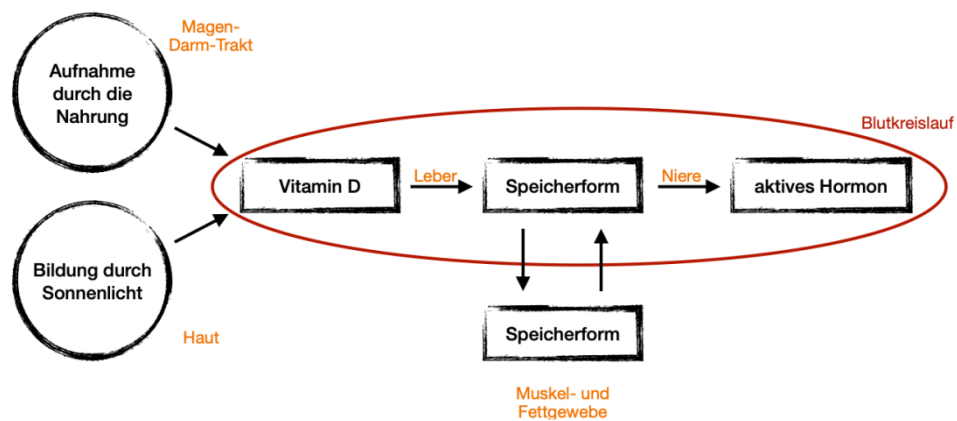 Magen-
Darm-Trakt
Aufnahme
durch die
Nahrung
Blutkreislauf
Vitamin D
Leber
Speicherform
Niere
aktives Hormon
Bildung durch
Sonnenlicht
Haut
Speicherform
Muskel- und
Fettgewebe